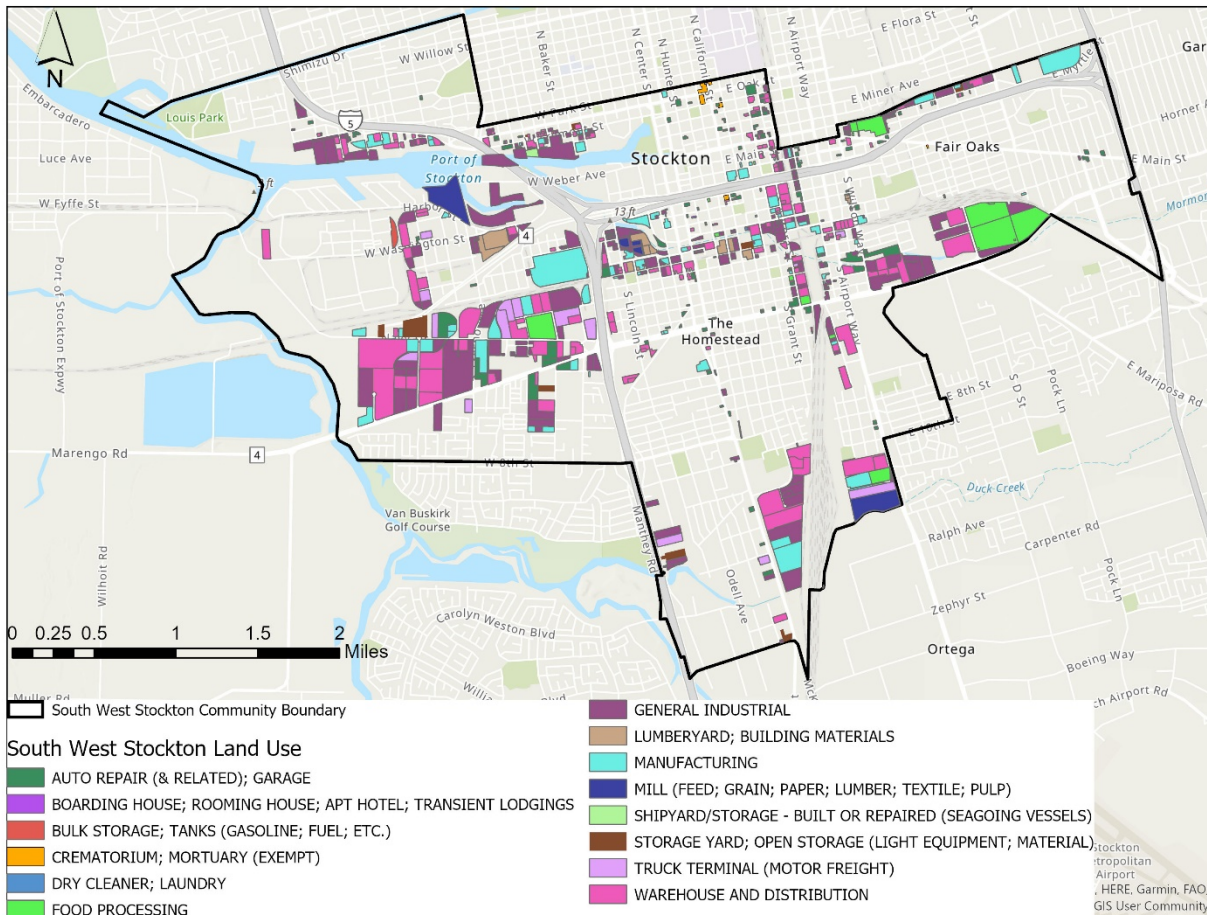 E Flora St
Gar
N Airport Way
N California St
N Hunter St
N Center S
N Baker St
W Willow St
Shimizu Dr
N
E Oak St
E Miner Ave
E Myrtle
Horner A
W Park St
Embarcadero
Louis Park
5
Fair Oaks
E Main St
Luce Ave
Port of
Stockton
Stockton
E Main
W Weber Ave
ft
W Fyffe St
Harbor
13 ft
Mormo
W Washington St
4
S Wilson Way
S Airport Way
Port of Stockton Expwy
S Lincoln St
The
Homestead
S Grant St
E Mariposa Rd
E 8th St
S D St
Pock Ln
Marengo Rd
4
W 8th St
Duck Creek
Van Buskirk
Golf Course
Manthey Rd
Ralph Ave
Carpenter Rd
Wilhoit Rd
Odell Ave
Pock Ln
Carolyn Weston Blvd
Zephyr St
0 0.25 0.5 1 1.5 2
Miles
Ortega
Boeing Way
Muller Rd
ch Airport Rd
South West Stockton Community Boundary
South West Stockton Land Use
AUTO REPAIR (& RELATED); GARAGE
BOARDING HOUSE; ROOMING HOUSE; APT HOTEL; TRANSIENT LODGINGS
BULK STORAGE; TANKS (GASOLINE; FUEL; ETC.)
CREMATORIUM; MORTUARY (EXEMPT)
DRY CLEANER; LAUNDRY
FOOD PROCESSING
GENERAL INDUSTRIAL
LUMBERYARD; BUILDING MATERIALS
MANUFACTURING
MILL (FEED; GRAIN; PAPER; LUMBER; TEXTILE; PULP)
SHIPYARD/STORAGE - BUILT OR REPAIRED (SEAGOING VESSELS)
STORAGE YARD; OPEN STORAGE (LIGHT EQUIPMENT; MATERIAL)
TRUCK TERMINAL (MOTOR FREIGHT)
WAREHOUSE AND DISTRIBUTION
Stockton
etropolitan
Airport
, HERE, Garmin, FAO,
GIS User Community